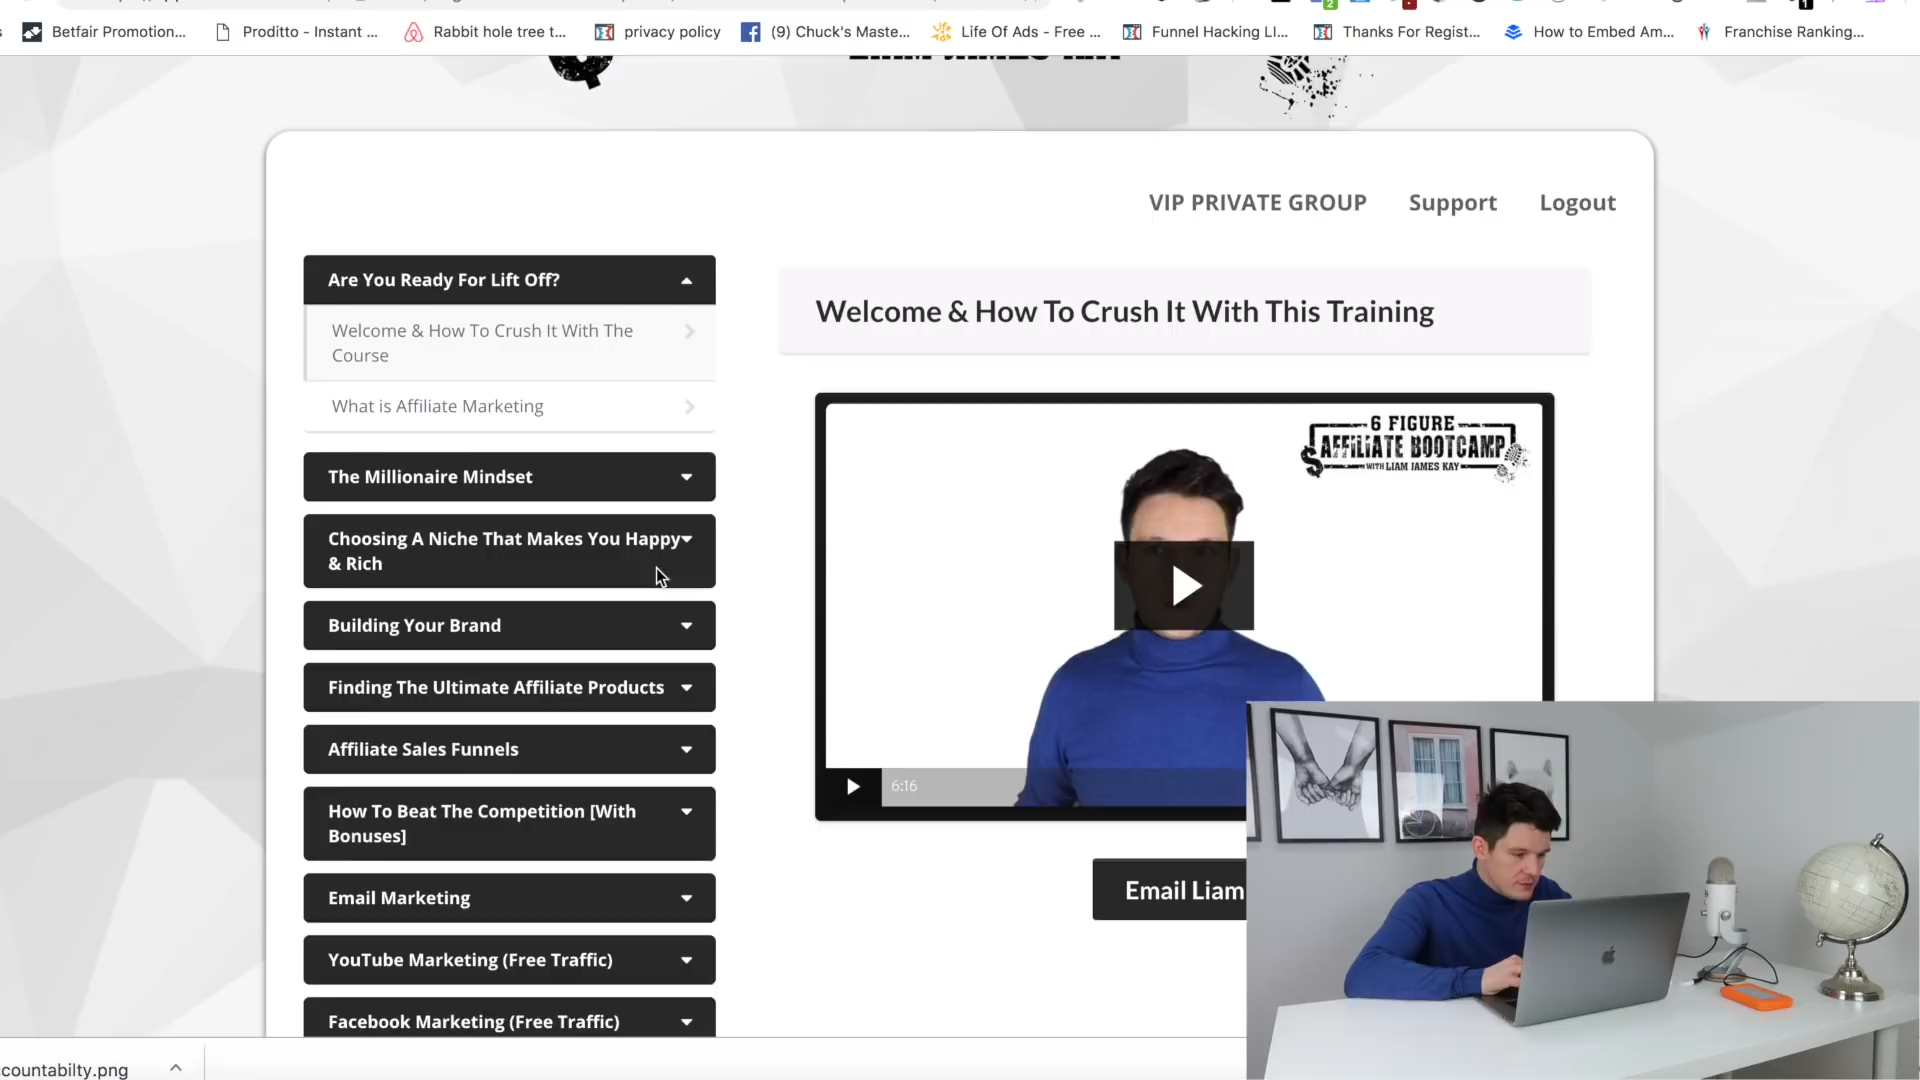 Betfair Promotion...
Proditto - Instant ...
Rabbit hole tree t...
privacy policy
(9) Chuck's Maste...
Life Of Ads - Free ...
Funnel Hacking LI...
Thanks For Regist...
How to Embed Am...
Franchise Ranking...
VIP PRIVATE GROUP
Support
Logout
Are You Ready For Lift Off?
Welcome & How To Crush It With The
Course
What is Affiliate Marketing
The Millionaire Mindset
Choosing A Niche That Makes You Happy
& Rich
Building Your Brand
Finding The Ultimate Affiliate Products
Affiliate Sales Funnels
How To Beat The Competition [With
Bonuses]
Email Marketing
YouTube Marketing (Free Traffic)
Facebook Marketing (Free Traffic)
Welcome & How To Crush It With This Training
6 FIGURE
AFFILIATE BOOTCAMP
WITH LIAM JAMES KAY
6:16
Email Liam
countabilty.png